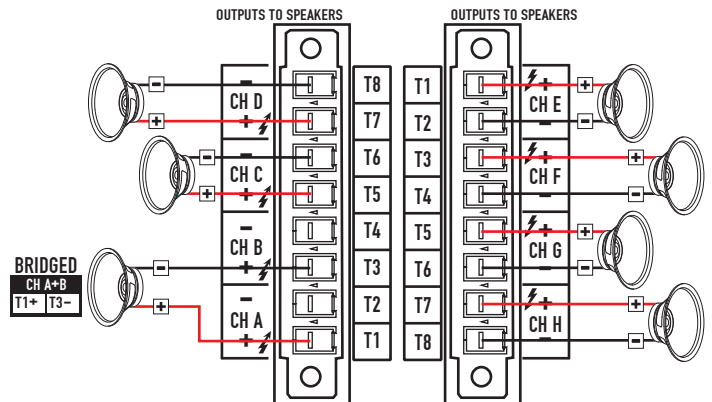 OUTPUTS TO SPEAKERS OUTPUTS TO SPEAKERS
- - T8 T1 + +
CH D CH E
+ + T7 T2 - -
- - T6 T3 + +
CH C CH F
+ + T5 T4 - -
- T4 T5 + +
CH B CH G
- + T3 T6 - -
BRIDGED
CH A+B
T1+ T3-
+ - T2 T7 + +
CH A CH H
+ T1 T8 - -